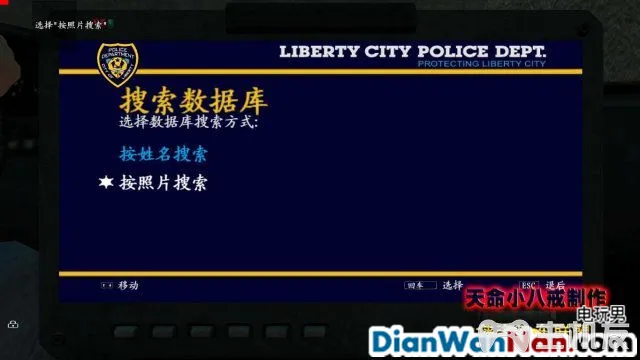 选择"按照片搜索"
LIBERTY CITY POLICE DEPT.
PROTECTING LIBERTY CITY
搜索数据库
选择数据库搜索方式:
按姓名搜索
按照片搜索
移动
回车 选择
ESC 退后
天命小八戒制作
电玩男
DianWanNan.com